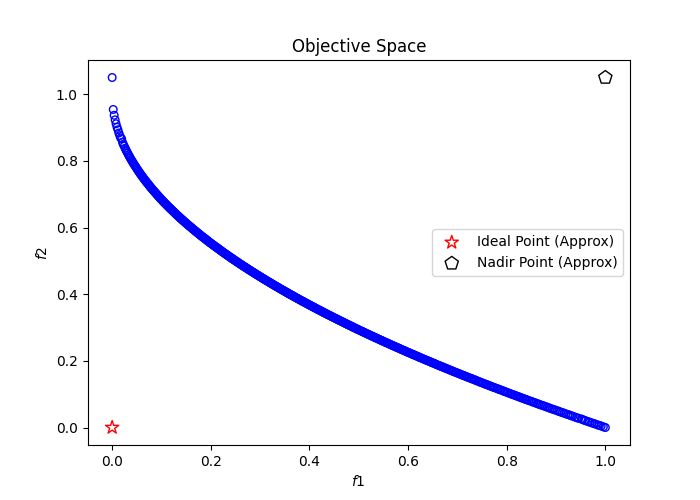 Objective Space
1.0
0.8
0.6
0.4
0.2
0.0
f2
Ideal Point (Approx)
Nadir Point (Approx)
0.0 0.2 0.4 0.6 0.8 1.0
f1